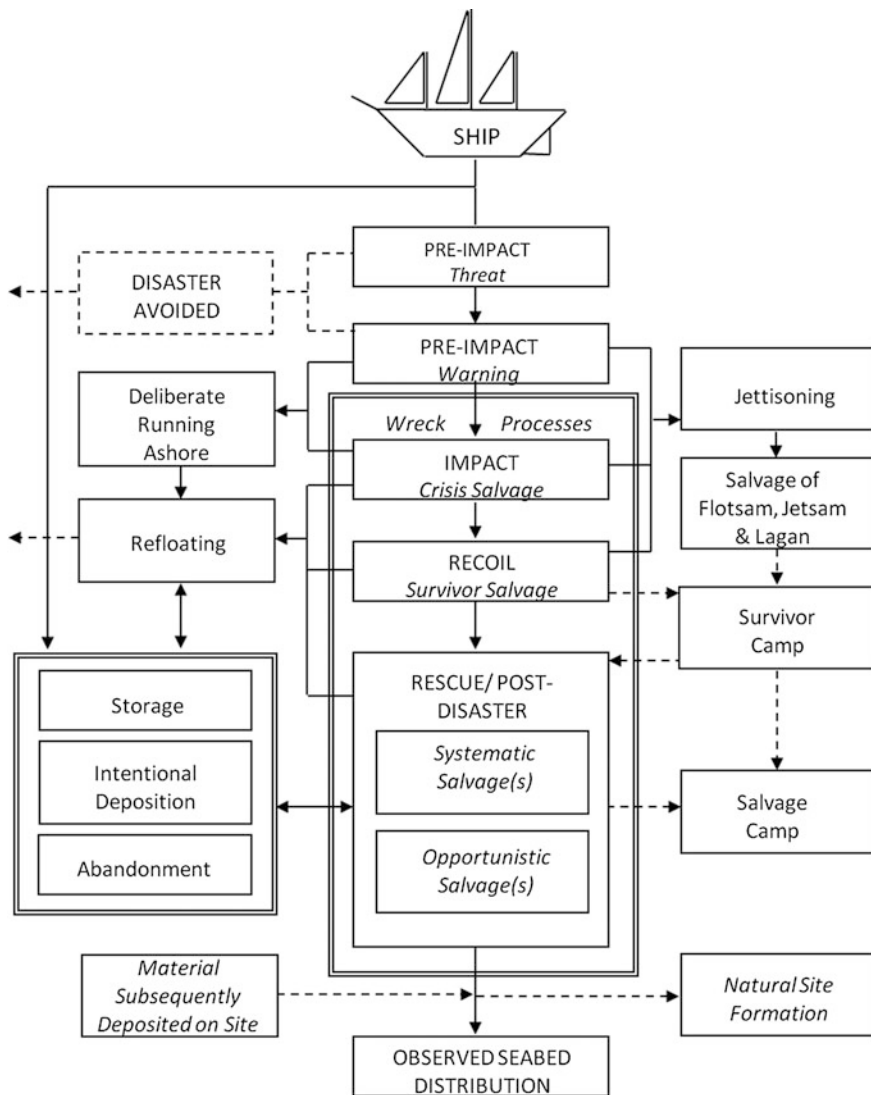 SHIP
PRE-IMPACT
Threat
DISASTER
AVOIDED
PRE-IMPACT
Warning
Deliberate
Running
Ashore
Jettisoning
Wreck Processes
IMPACT
Crisis Salvage
Salvage of
Flotsam, Jetsam
& Lagan
Refloating
RECOIL
Survivor Salvage
Survivor
Camp
RESCUE/ POST-
DISASTER
Storage
Systematic
Salvage(s)
Intentional
Deposition
Salvage
Camp
Abandonment
Opportunistic
Salvage(s)
Material
Subsequently
Deposited on Site
Natural Site
Formation
OBSERVED SEABED
DISTRIBUTION